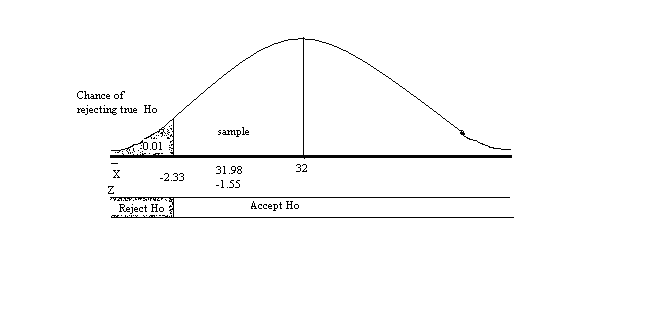 Chance of
rejecting true Ho
sample
0.01
X
-2.33
31.98
32
-1.55
Z
Reject Ho
Accept Ho